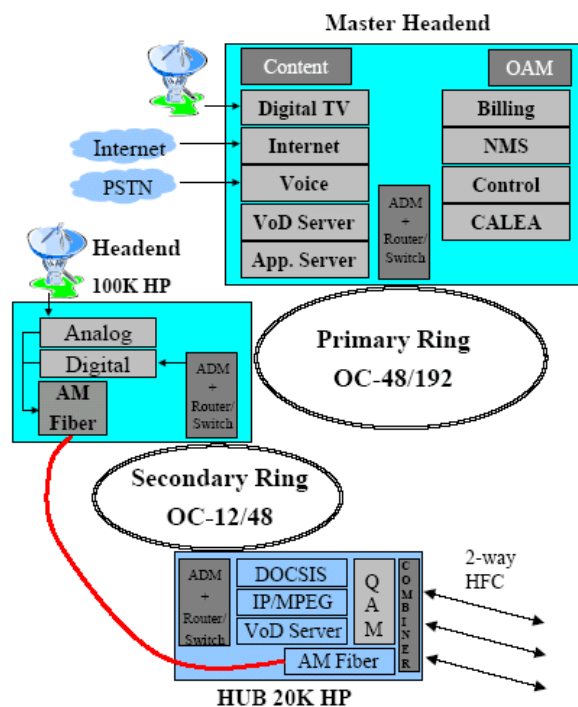 Master Headend
Content
OAM
Digital TV
Internet
Voice
VoD Server
App. Server
Billing
NMS
Control
CALEA
ADM
+
Router/
Switch
Internet
PSTN
Headend
100K HP
Analog
Digital
AM
Fiber
ADM
+
Router/
Switch
Primary Ring
OC-48/192
Secondary Ring
OC-12/48
ADM
+
Router/
Switch
DOCSIS
IP/MPEG
VoD Server
QAM
COMBINER
AM Fiber
2-way
HFC
HUB 20K HP